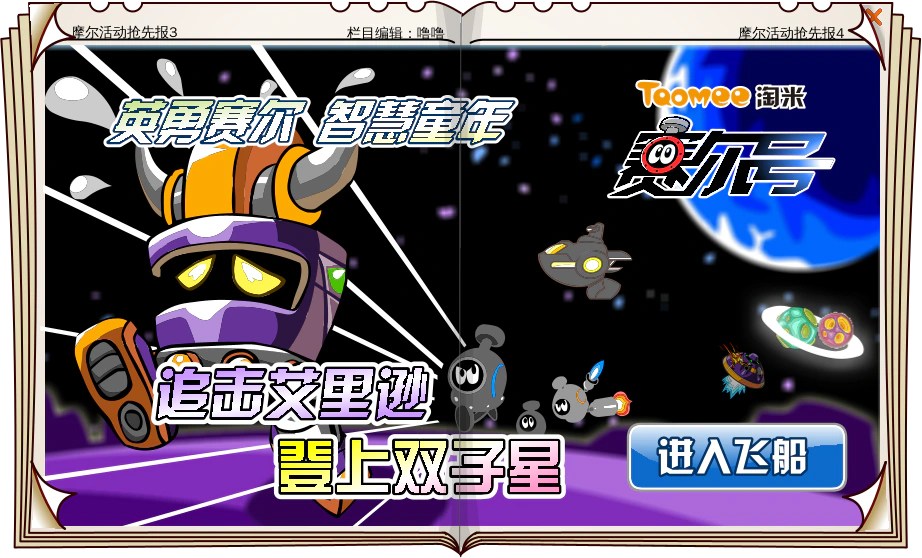 摩尔活动抢先报3
栏目编辑：噜噜
摩尔活动抢先报4
英勇赛尔 智慧童年
Taomee 淘米
赛尔号
追击艾里逊
登上双子星
进入飞船